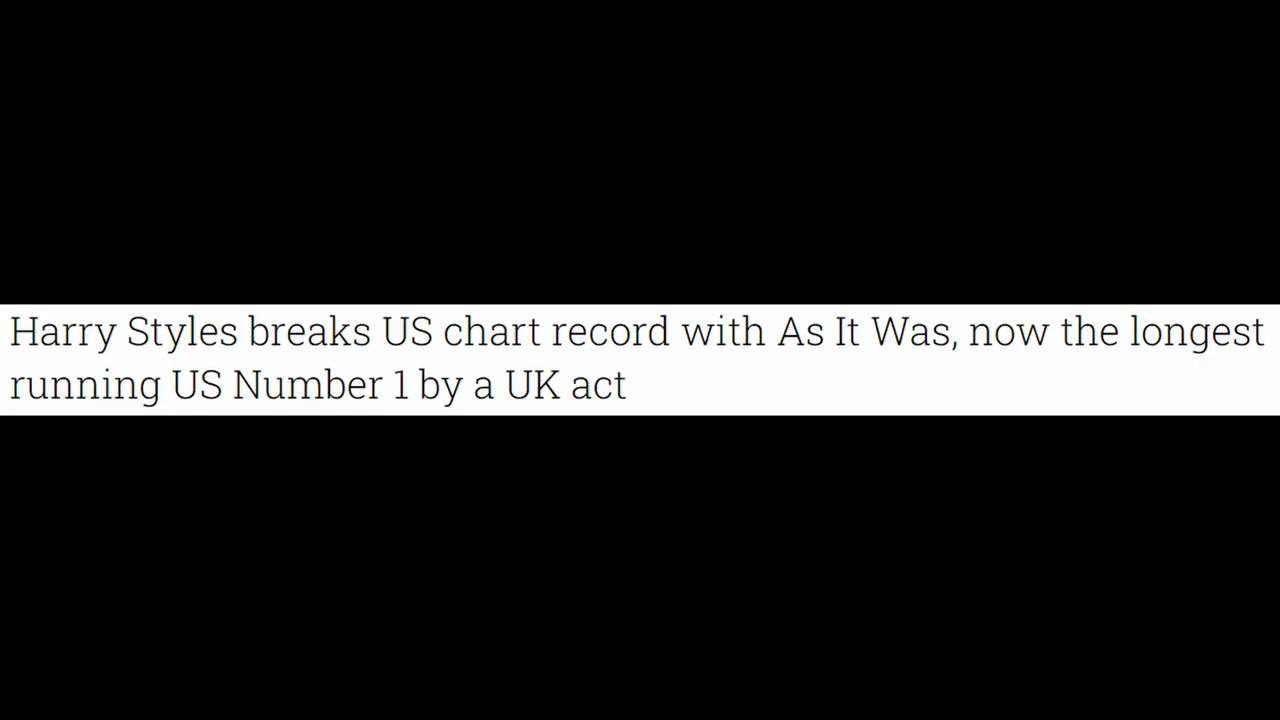 Harry Styles breaks US chart record with As It Was, now the longest
running US Number 1 by a UK act